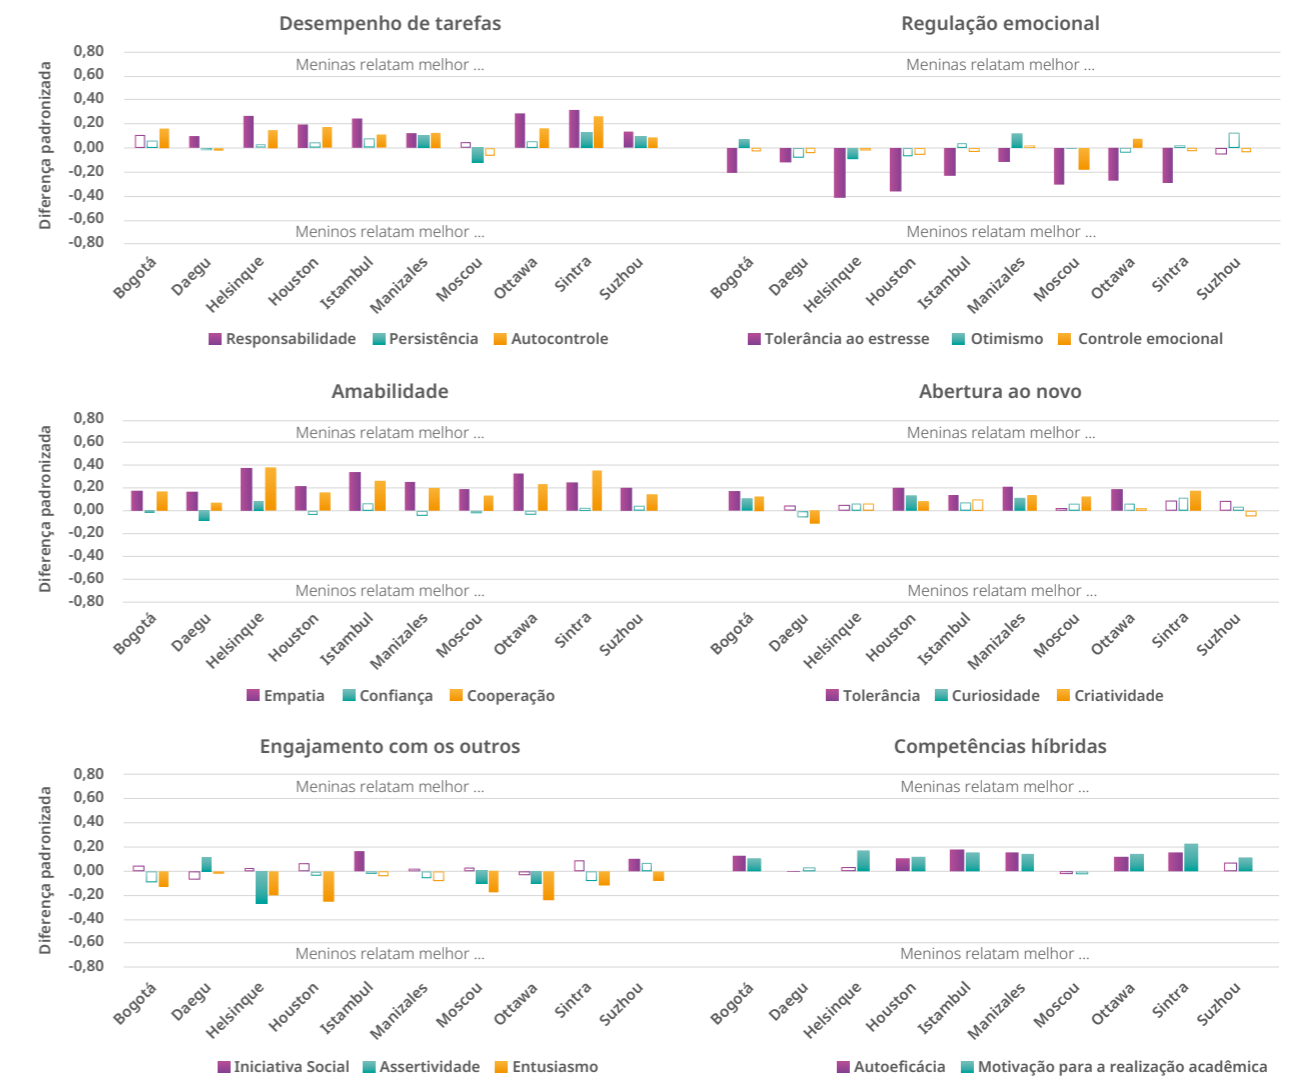 Desempenho de tarefas
Diferença padronizada
0,80
0,60
0,40
0,20
0,00
-0,20
-0,40
-0,60
-0,80
Meninas relatam melhor ...
Meninos relatam melhor ...
Bogotá
Daegu
Helsinque
Houston
Istambul
Manizales
Moscou
Ottawa
Sintra
Suzhou
Responsabilidade Persistência Autocontrole
Regulação emocional
Meninas relatam melhor ...
Meninos relatam melhor ...
Bogotá
Daegu
Helsinque
Houston
Istambul
Manizales
Moscou
Ottawa
Sintra
Suzhou
Tolerância ao estresse Otimismo Controle emocional
Amabilidade
Diferença padronizada
0,80
0,60
0,40
0,20
0,00
-0,20
-0,40
-0,60
-0,80
Meninas relatam melhor ...
Meninos relatam melhor ...
Bogotá
Daegu
Helsinque
Houston
Istambul
Manizales
Moscou
Ottawa
Sintra
Suzhou
Empatia Confiança Cooperação
Abertura ao novo
Meninas relatam melhor ...
Meninos relatam melhor ...
Bogotá
Daegu
Helsinque
Houston
Istambul
Manizales
Moscou
Ottawa
Sintra
Suzhou
Tolerância Curiosidade Criatividade
Engajamento com os outros
Diferença padronizada
0,80
0,60
0,40
0,20
0,00
-0,20
-0,40
-0,60
-0,80
Meninas relatam melhor ...
Meninos relatam melhor ...
Bogotá
Daegu
Helsinque
Houston
Istambul
Manizales
Moscou
Ottawa
Sintra
Suzhou
Iniciativa Social Assertividade Entusiasmo
Competências híbridas
Meninas relatam melhor ...
Meninos relatam melhor ...
Bogotá
Daegu
Helsinque
Houston
Istambul
Manizales
Moscou
Ottawa
Sintra
Suzhou
Autoeficácia Motivação para a realização acadêmica